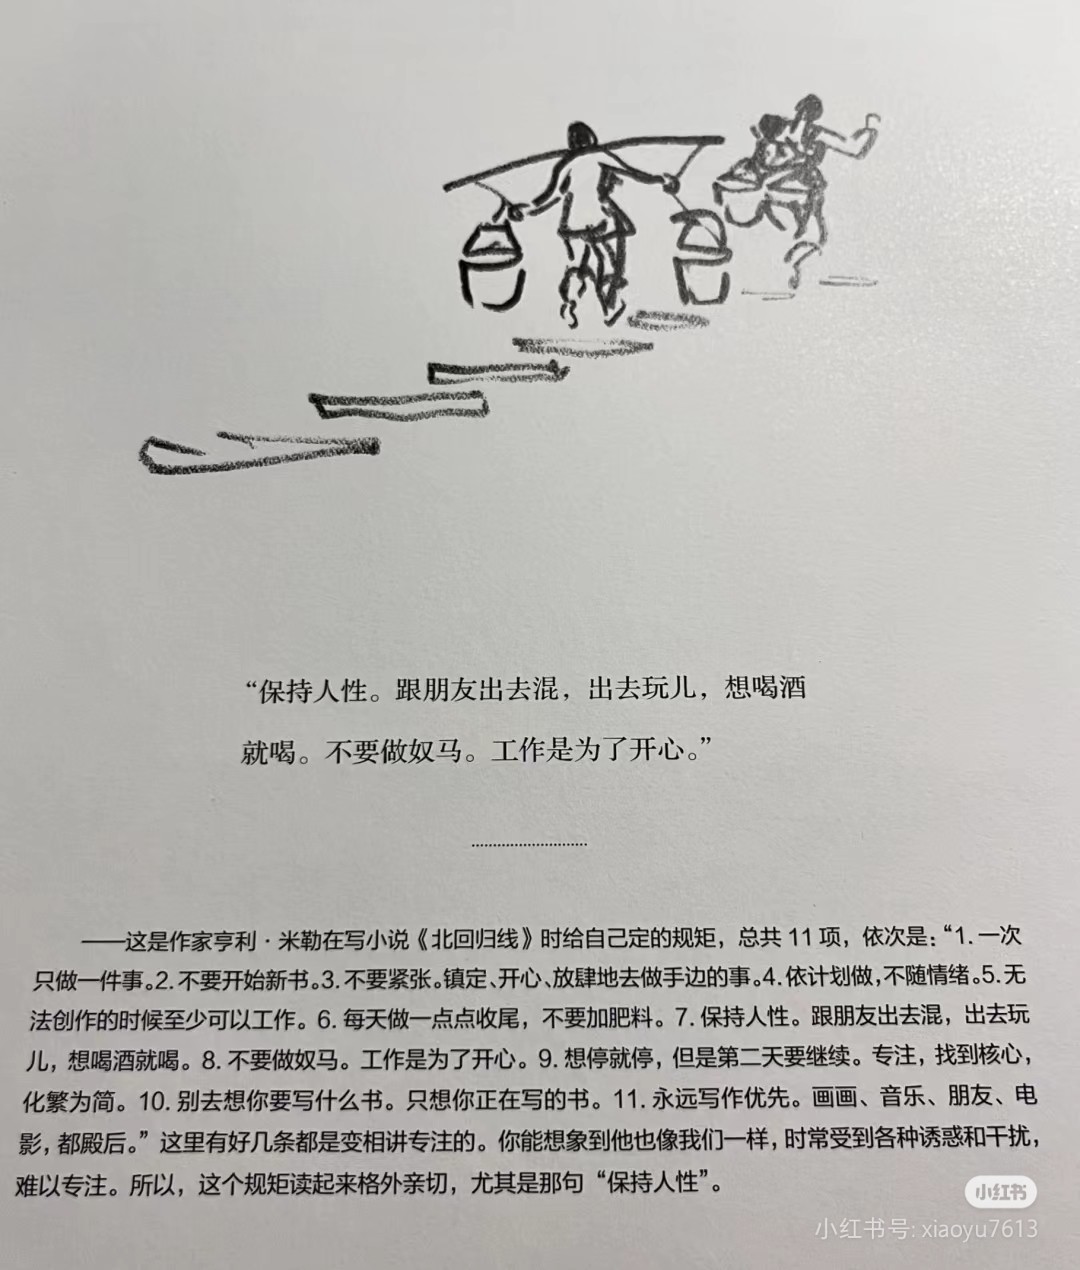 “保持人性。跟朋友出去混，出去玩儿，想喝酒
就喝。不要做奴马。工作是为了开心。”
——这是作家亨利·米勒在写小说《北回归线》时给自己定的规矩，总共11项，依次是：“1.一次
只做一件事。2.不要开始新书。3.不要紧张。镇定、开心、放肆地去做手边的事。4.依计划做，不随情绪。5.无
法创作的时候至少可以工作。6.每天做一点点收尾，不要加肥料。7.保持人性。跟朋友出去混，出去玩
儿，想喝酒就喝。8.不要做奴马。工作是为了开心。9.想停就停，但是第二天要继续。专注，找到核心，
化繁为简。10.别去想你要写什么书。只想你正在写的书。11.永远写作优先。画画、音乐、朋友、电
影，都殿后。”这里有好几条都是变相讲专注的。你能想象到他也像我们一样，时常受到各种诱惑和干扰，
难以专注。所以，这个规矩读起来格外亲切，尤其是那句“保持人性”。
小红书
小红书号: xiaoyu7613